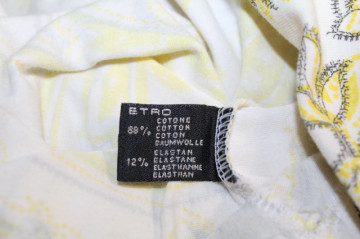 ETRO
COTONE
88% COTTON
COTON
BAUMWOLLE
ELASTAN
12% ELASTANE
ELASTHANNE
ELASTHAN